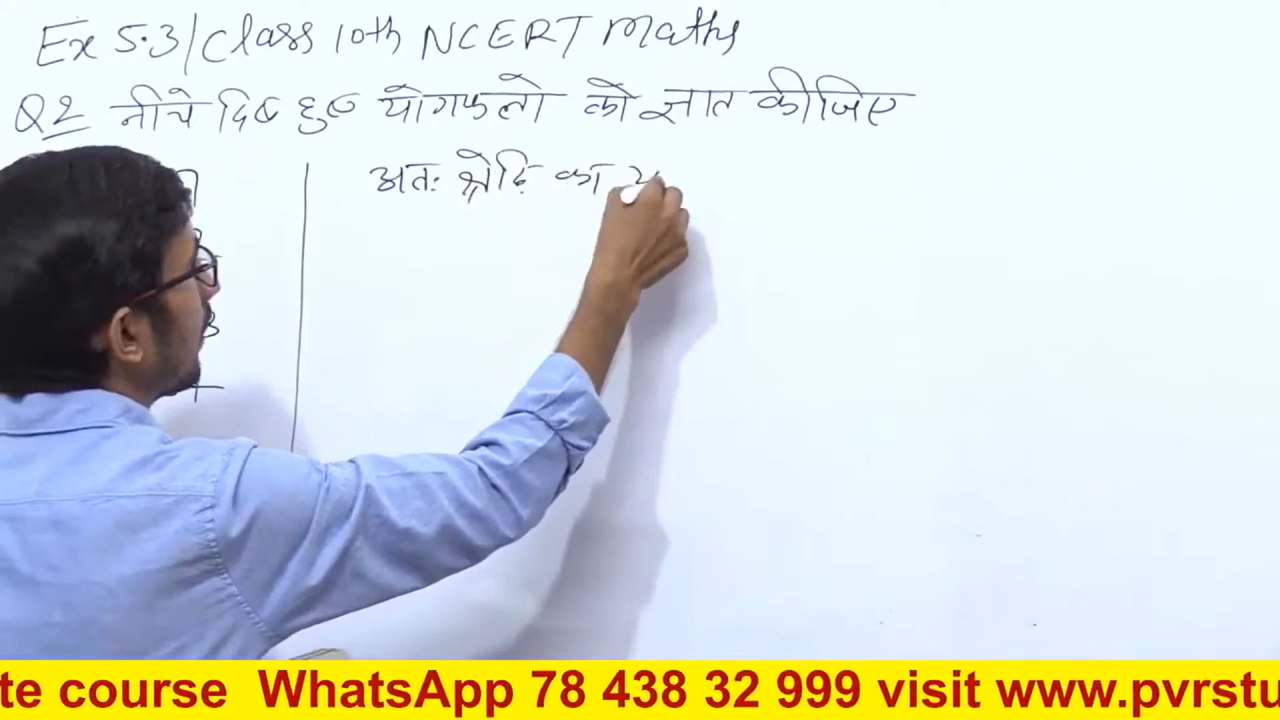 Ex 5.3/Class 10th NCERT Maths
Q2 नीचे दिए हुए योगफलो को ज्ञात कीजिए
अतः श्रेढि का
te course WhatsApp 78 438 32 999 visit www.pvrstu